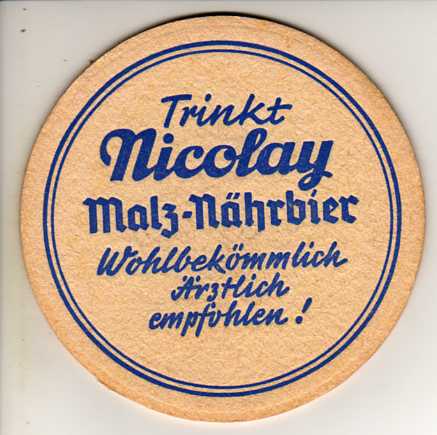 Trinkt
Nicolay
Malz-Nährbier
Wohlbekömmlich
Ärztlich
empfohlen!